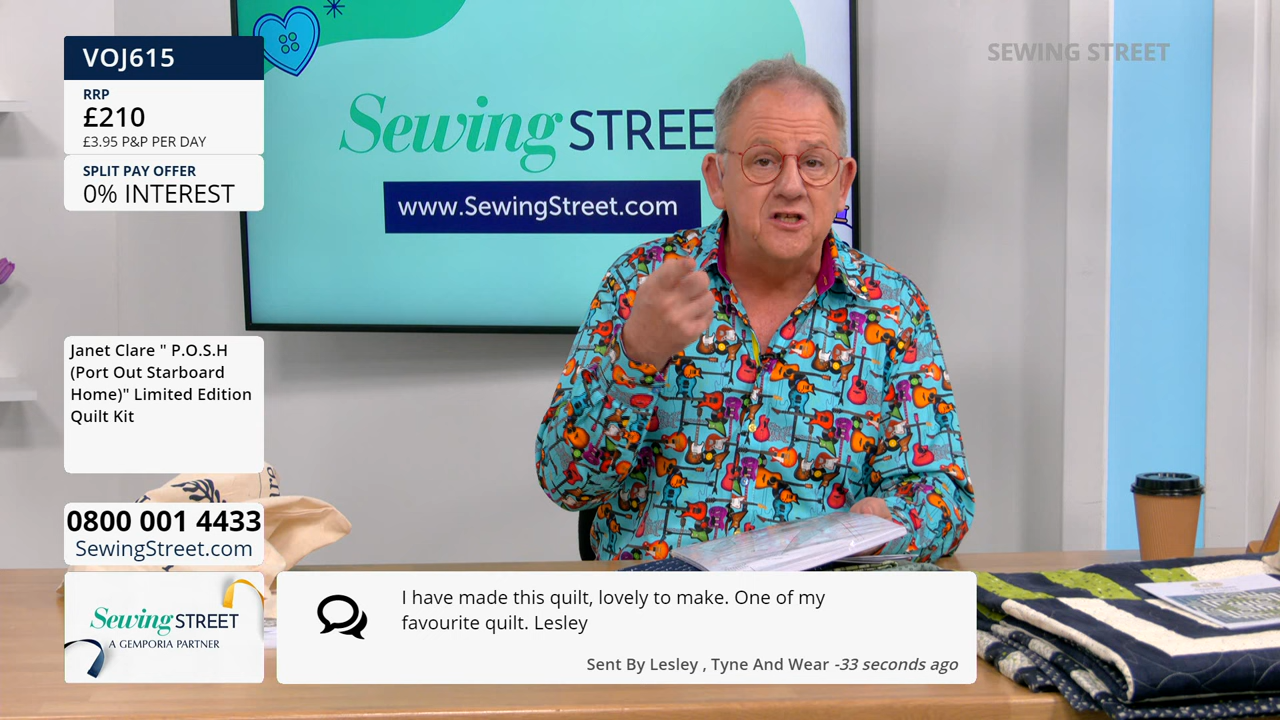 VOJ615
RRP
£210
£3.95 P&P PER DAY
SPLIT PAY OFFER
0% INTEREST
SEWING STREET
Sewing STREE
www.SewingStreet.com
Janet Clare " P.O.S.H
(Port Out Starboard
Home)" Limited Edition
Quilt Kit
0800 001 4433
SewingStreet.com
Sewing STREET
A GEMPORIA PARTNER
I have made this quilt, lovely to make. One of my
favourite quilt. Lesley
Sent By Lesley , Tyne And Wear -33 seconds ago